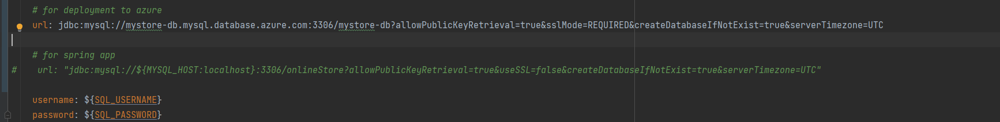 # for deployment to azure
url: jdbc:mysql://mystore-db.mysql.database.azure.com:3306/mystore-db?allowPublicKeyRetrieval=true&sslMode=REQUIRED&createDatabaseIfNotExist=true&serverTimezone=UTC
# for spring app
# url: "jdbc:mysql://${MYSQL_HOST:localhost}:3306/onlineStore?allowPublicKeyRetrieval=true&useSSL=false&createDatabaseIfNotExist=true&serverTimezone=UTC"
username: ${SQL_USERNAME}
password: ${SQL_PASSWORD}